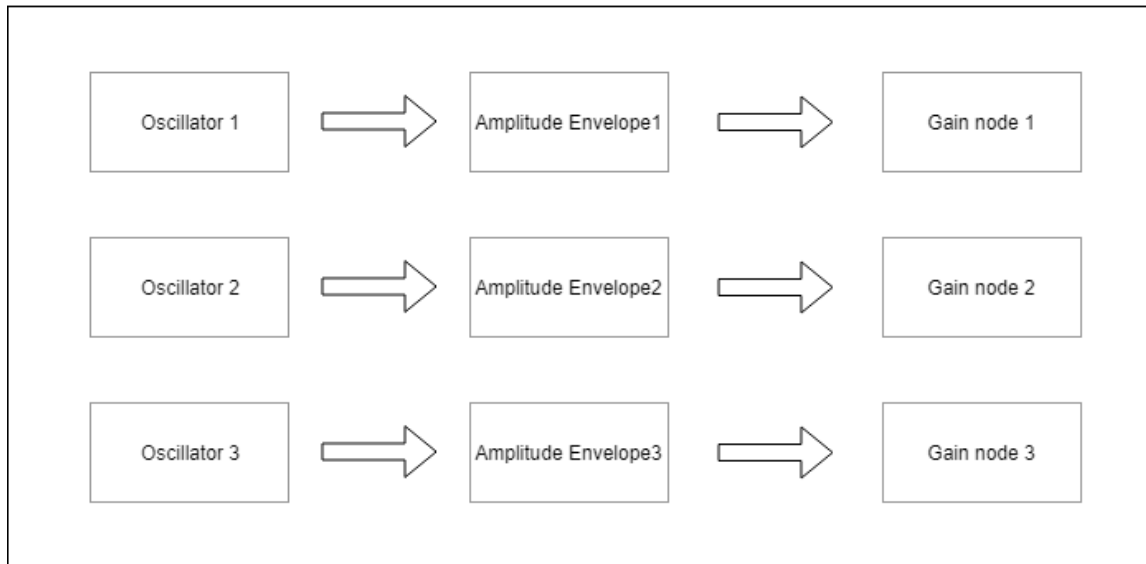 Oscillator 1
Amplitude Envelope1
Gain node 1
Oscillator 2
Amplitude Envelope2
Gain node 2
Oscillator 3
Amplitude Envelope3
Gain node 3